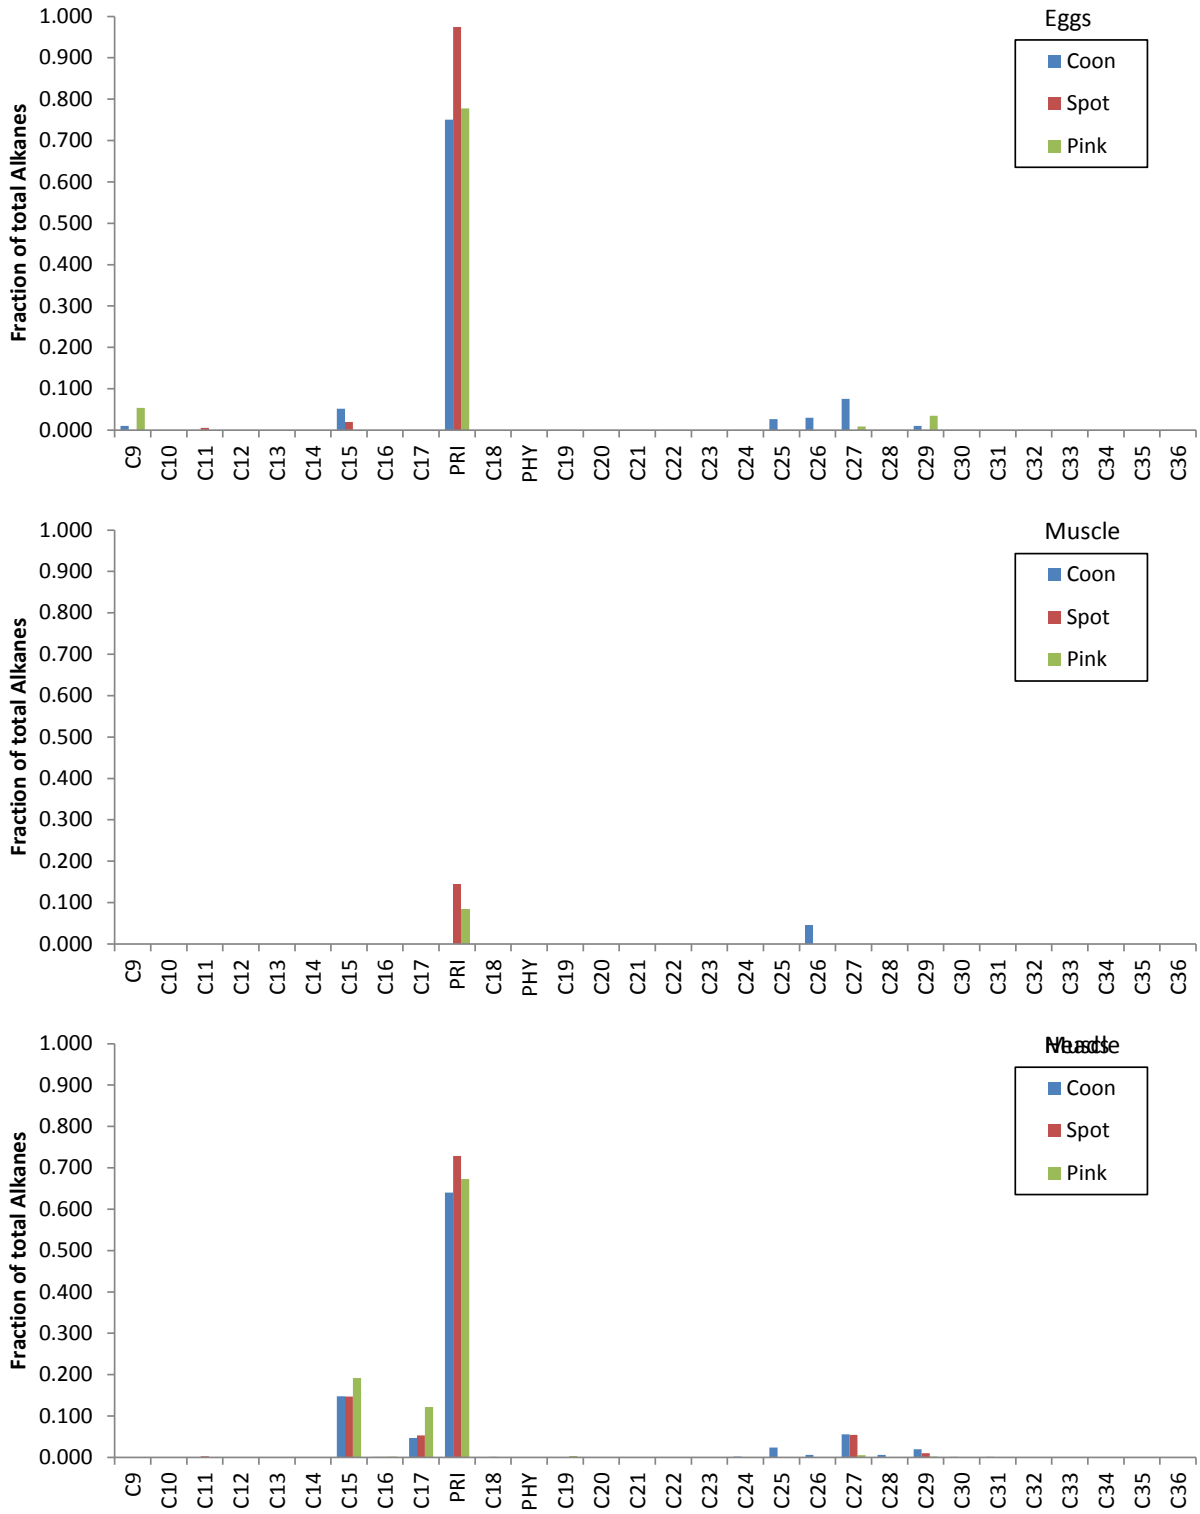 Eggs
Coon
Spot
Pink
Fraction of total Alkanes
1.000
0.900
0.800
0.700
0.600
0.500
0.400
0.300
0.200
0.100
0.000
C9 C10 C11 C12 C13 C14 C15 C16 C17 PRI C18 PHY C19 C20 C21 C22 C23 C24 C25 C26 C27 C28 C29 C30 C31 C32 C33 C34 C35 C36
Muscle
Coon
Spot
Pink
Fraction of total Alkanes
1.000
0.900
0.800
0.700
0.600
0.500
0.400
0.300
0.200
0.100
0.000
C9 C10 C11 C12 C13 C14 C15 C16 C17 PRI C18 PHY C19 C20 C21 C22 C23 C24 C25 C26 C27 C28 C29 C30 C31 C32 C33 C34 C35 C36
Muscle
Heads
Coon
Spot
Pink
Fraction of total Alkanes
1.000
0.900
0.800
0.700
0.600
0.500
0.400
0.300
0.200
0.100
0.000
C9 C10 C11 C12 C13 C14 C15 C16 C17 PRI C18 PHY C19 C20 C21 C22 C23 C24 C25 C26 C27 C28 C29 C30 C31 C32 C33 C34 C35 C36